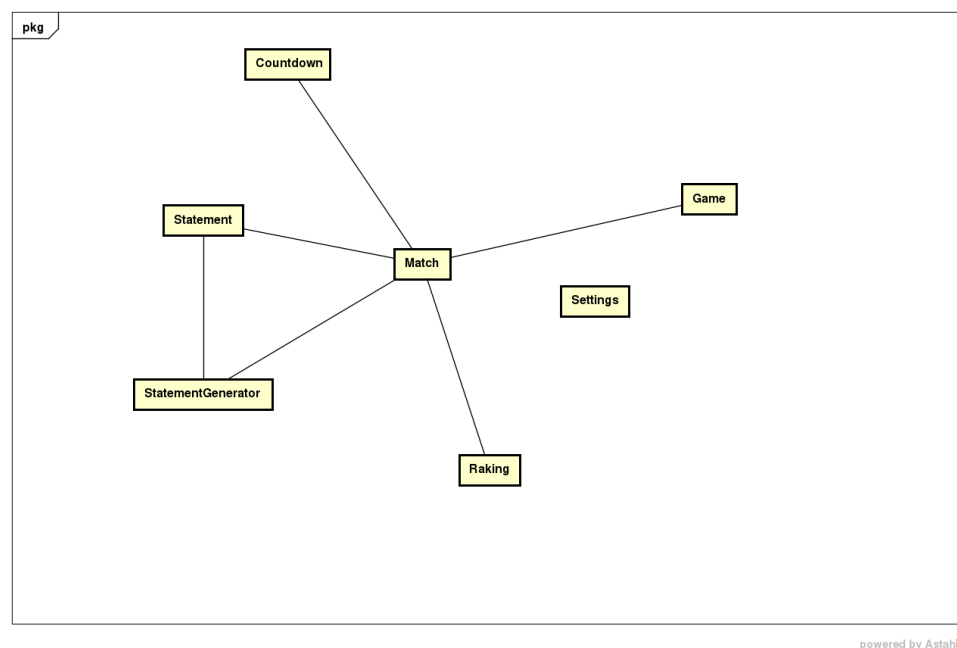 pkg
Countdown
Game
Statement
Match
Settings
StatementGenerator
Raking
powered by Astah